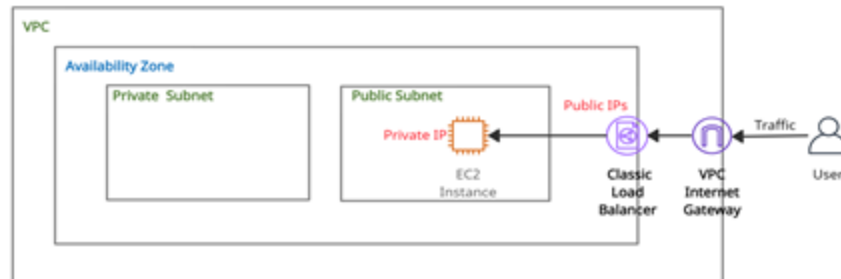 VPC
Availability Zone
Private Subnet
Public Subnet
Public IPs
Private IP
Traffic
EC2
Instance
Classic
Load
Balancer
VPC
Internet
Gateway
User